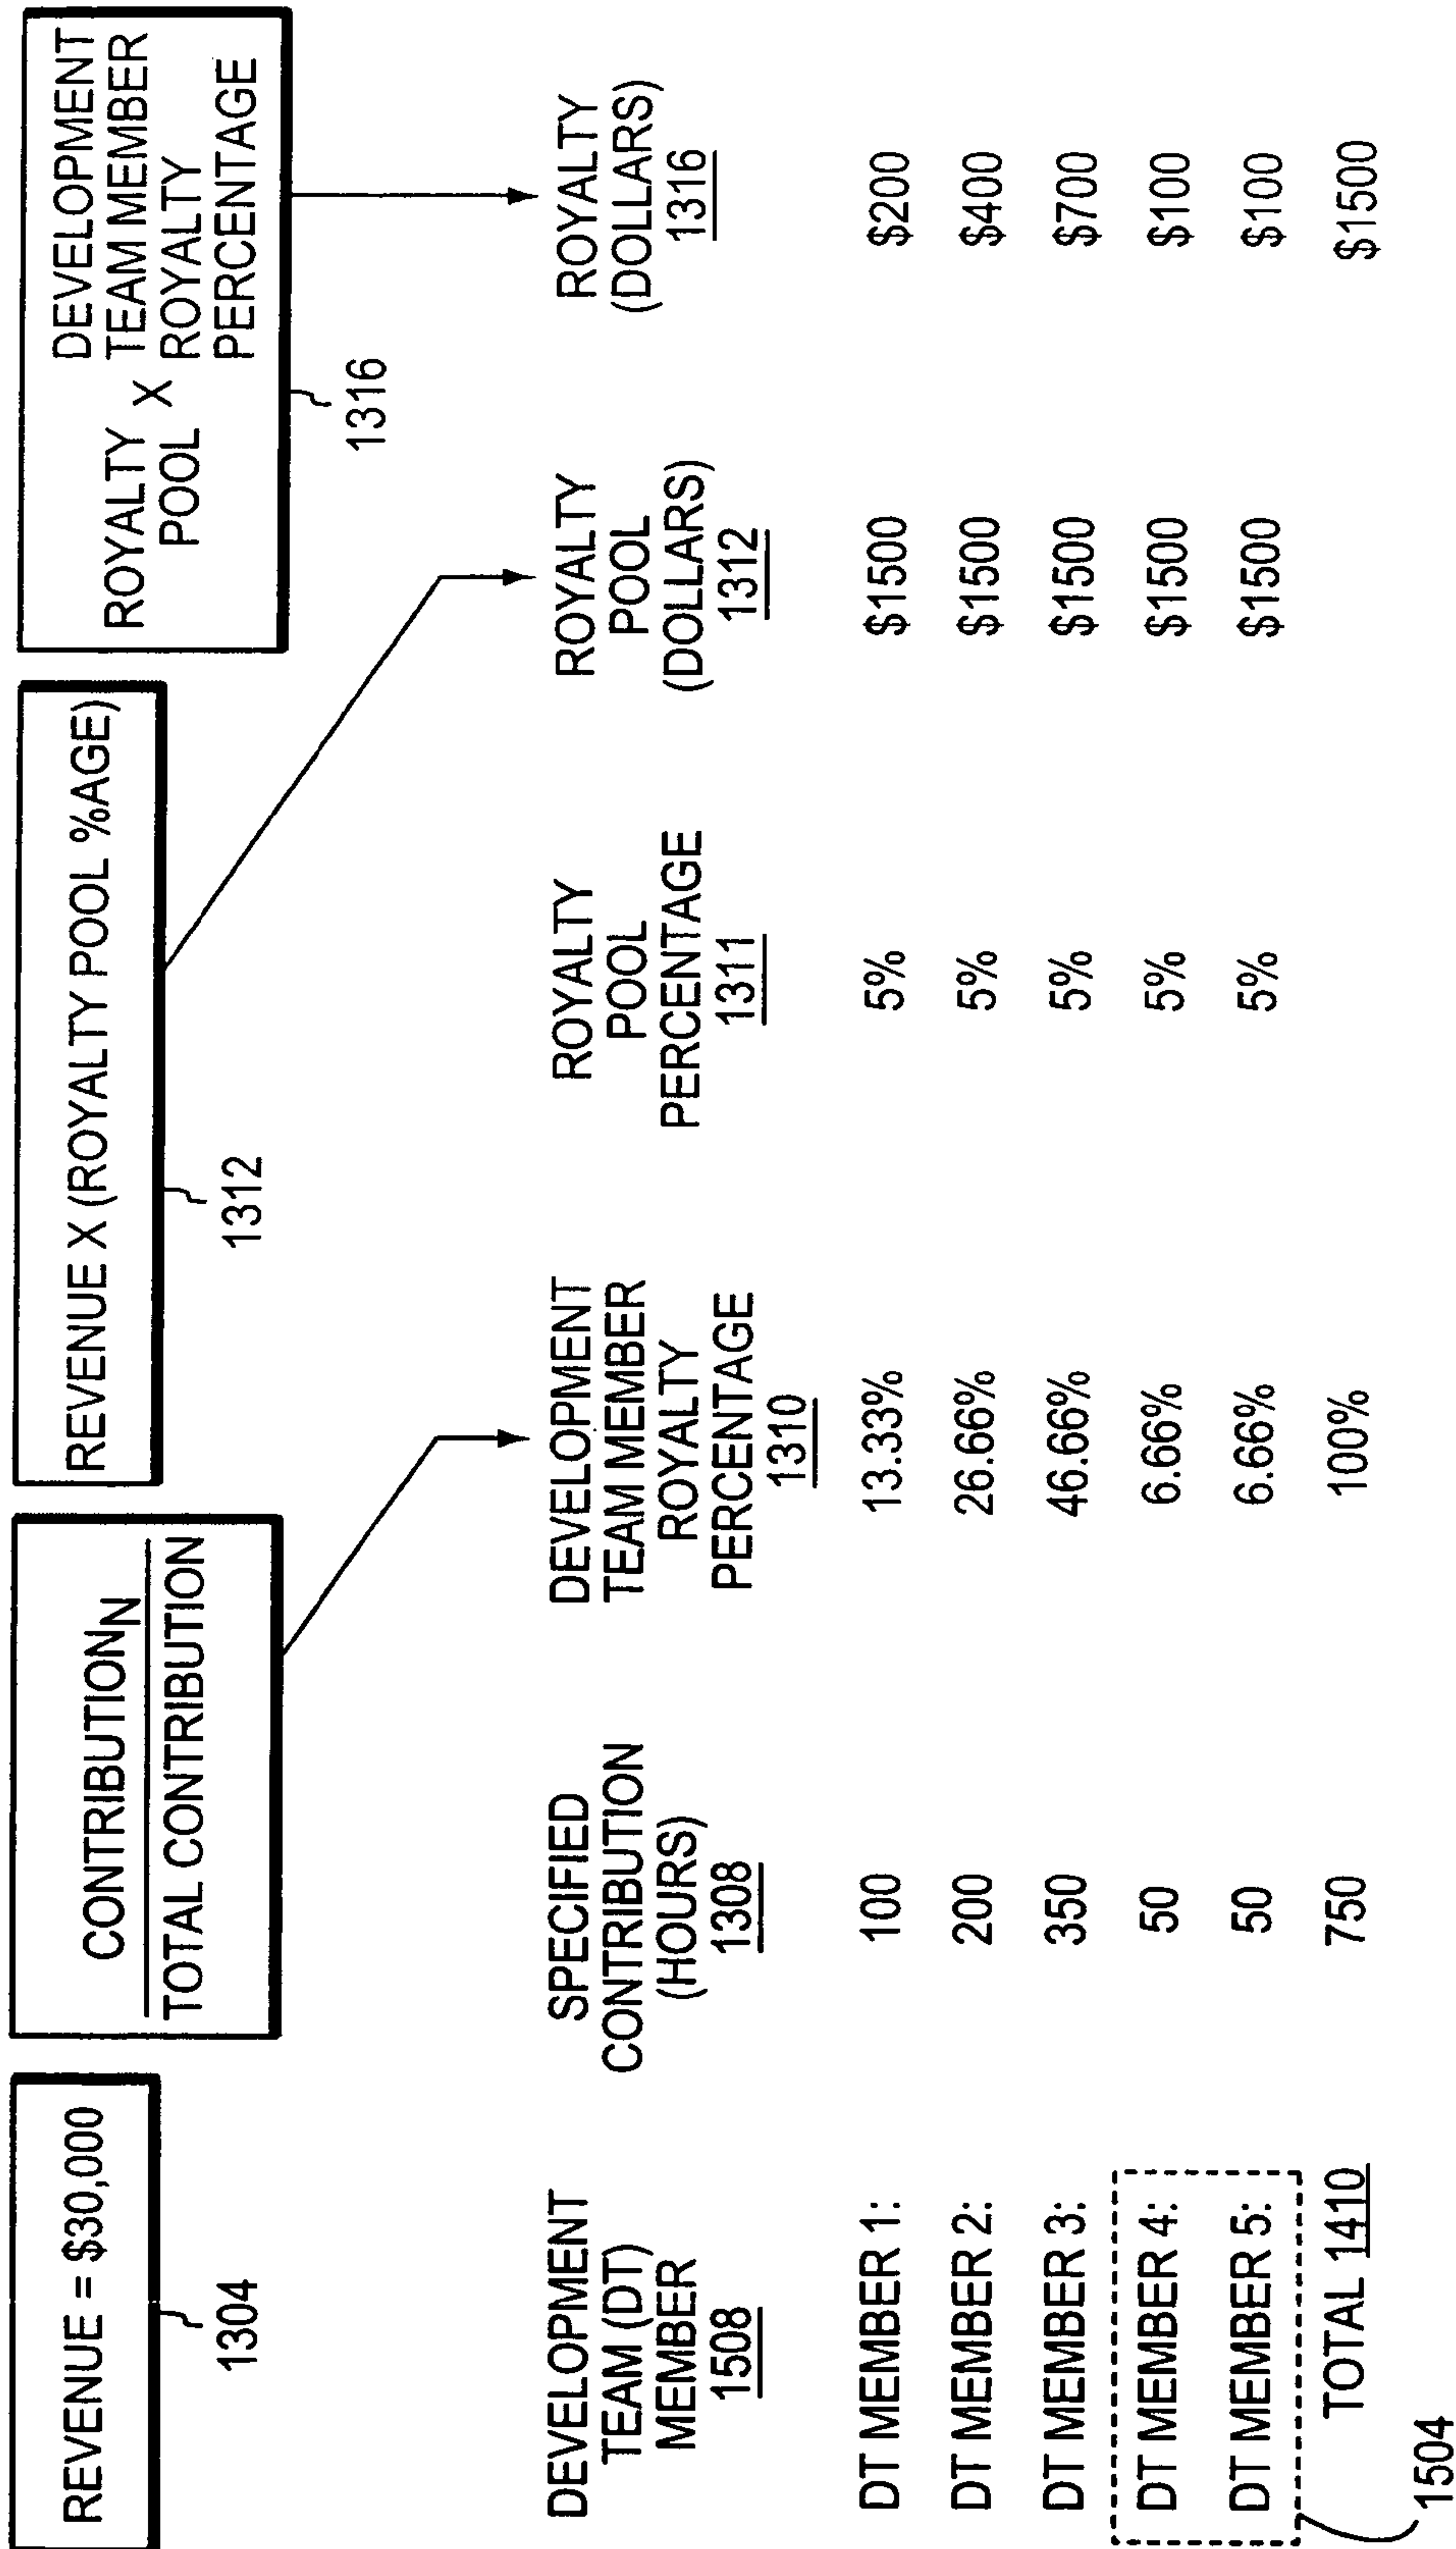 REVENUE = $30,000
1304
CONTRIBUTIONN
TOTAL CONTRIBUTION
REVENUE X (ROYALTY POOL %AGE)
1312
ROYALTY POOL X DEVELOPMENT TEAM MEMBER ROYALTY PERCENTAGE
1316
DEVELOPMENT
TEAM (DT)
MEMBER
1508
SPECIFIED
CONTRIBUTION
(HOURS)
1308
DEVELOPMENT
TEAM MEMBER
ROYALTY
PERCENTAGE
1310
ROYALTY
POOL
PERCENTAGE
1311
ROYALTY
POOL
(DOLLARS)
1312
ROYALTY
(DOLLARS)
1316
DT MEMBER 1: 100 13.33% 5% $1500 $200
DT MEMBER 2: 200 26.66% 5% $1500 $400
DT MEMBER 3: 350 46.66% 5% $1500 $700
DT MEMBER 4: 50 6.66% 5% $1500 $100
DT MEMBER 5: 50 6.66% 5% $1500 $100
TOTAL 1410 750 100% $1500
1504